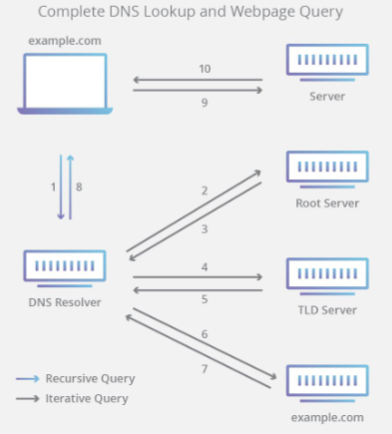 Complete DNS Lookup and Webpage Query
example.com
10
9
Server
1
8
2
3
Root Server
4
5
DNS Resolver
TLD Server
6
7
Recursive Query
Iterative Query
example.com